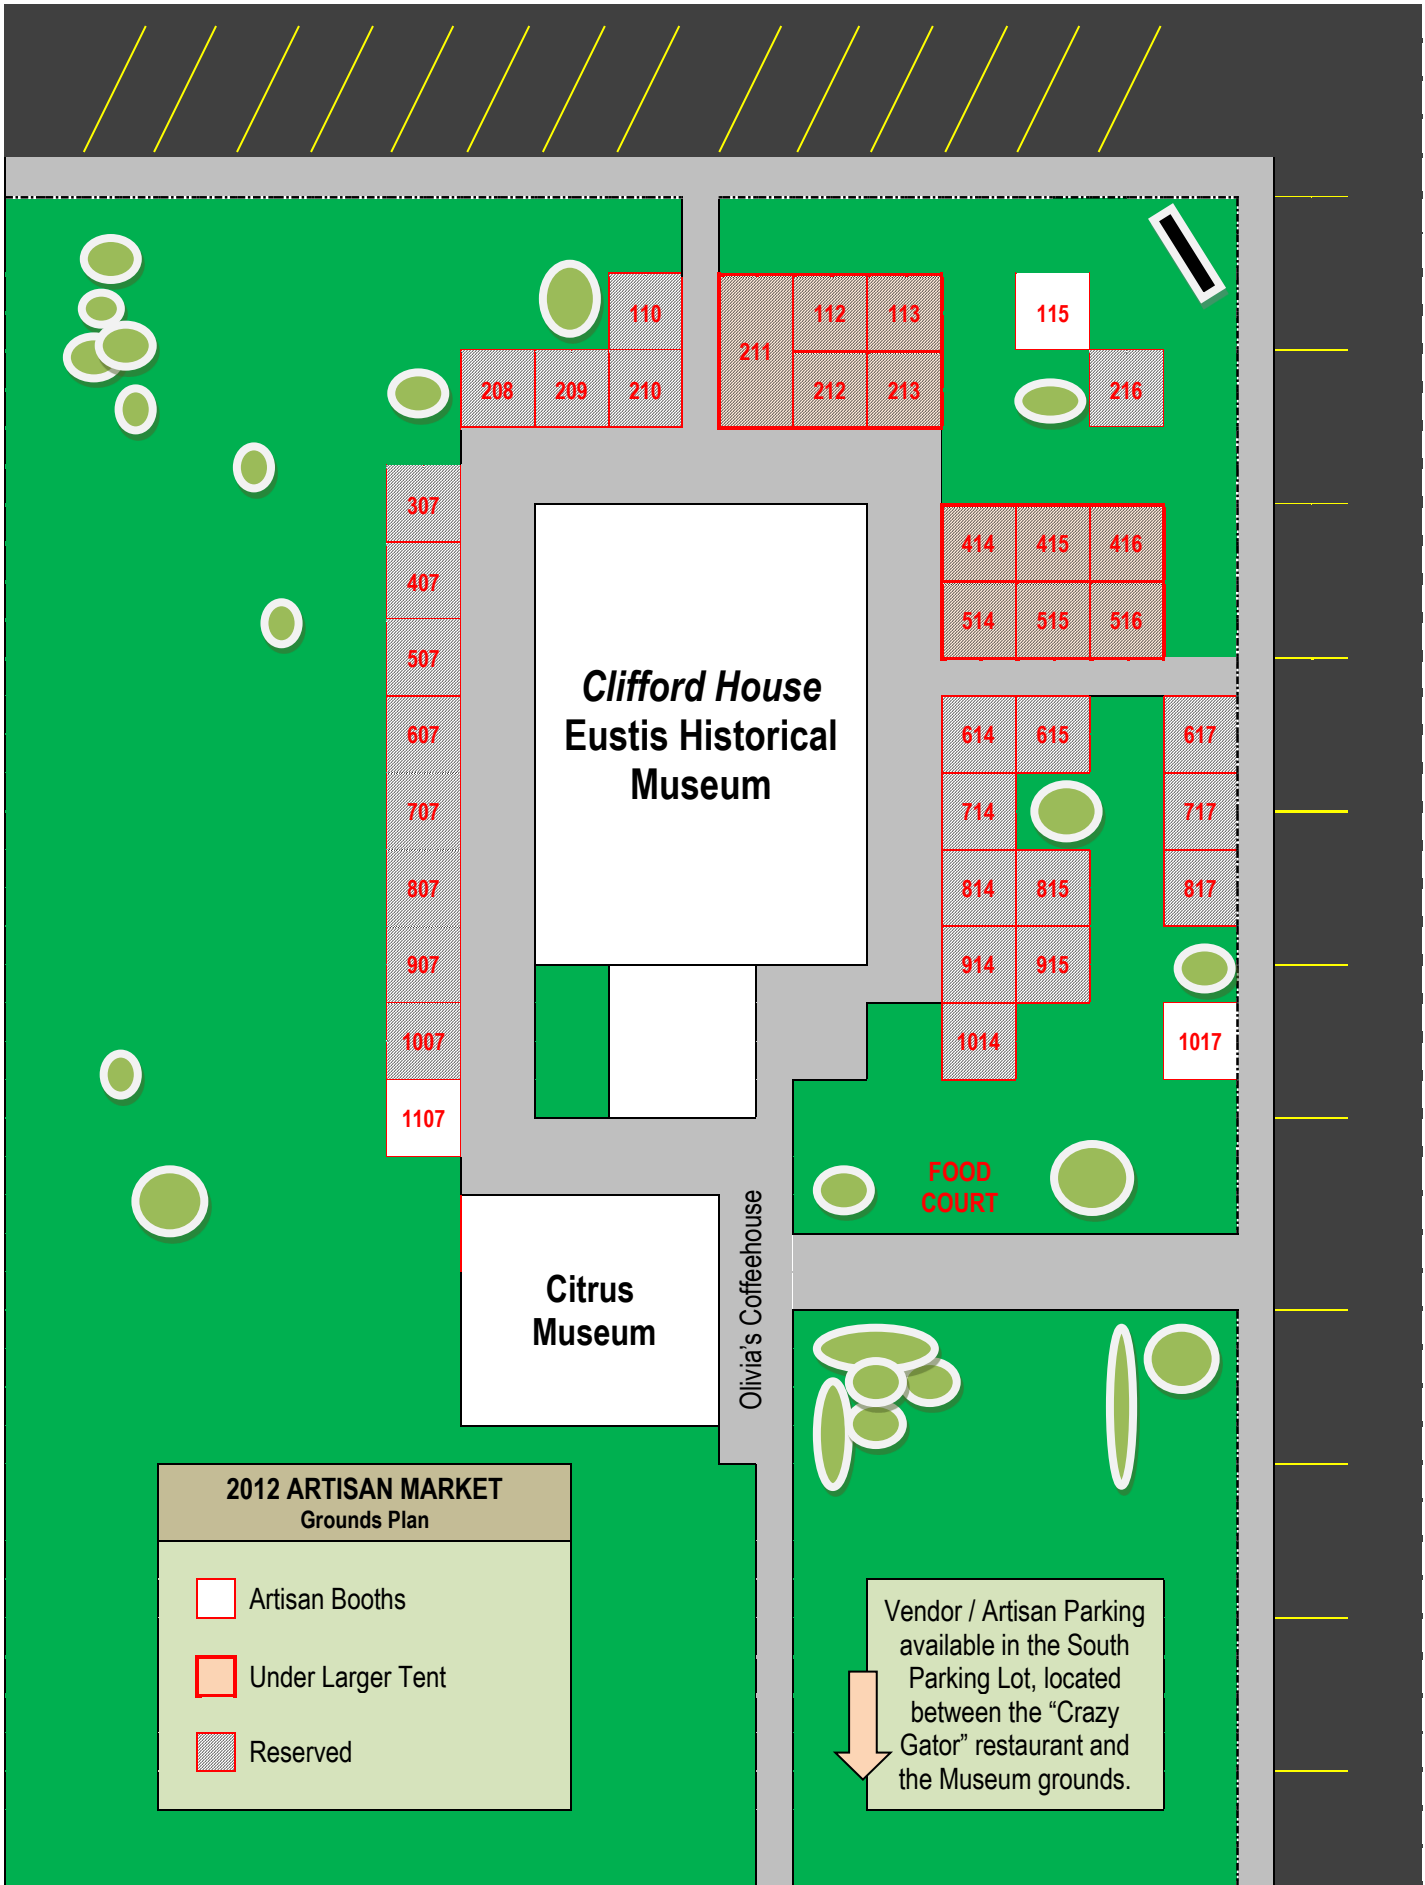 110
112
113
115
211
208
209
210
212
213
216
307
407
507
607
707
807
907
1007
1107
414
415
416
514
515
516
Clifford House
Eustis Historical
Museum
614
615
617
714
717
814
815
817
914
915
1014
1017
FOOD
COURT
Olivia's Coffeehouse
Citrus
Museum
2012 ARTISAN MARKET
Grounds Plan
Artisan Booths
Under Larger Tent
Reserved
Vendor / Artisan Parking
available in the South
Parking Lot, located
between the “Crazy
Gator” restaurant and
the Museum grounds.